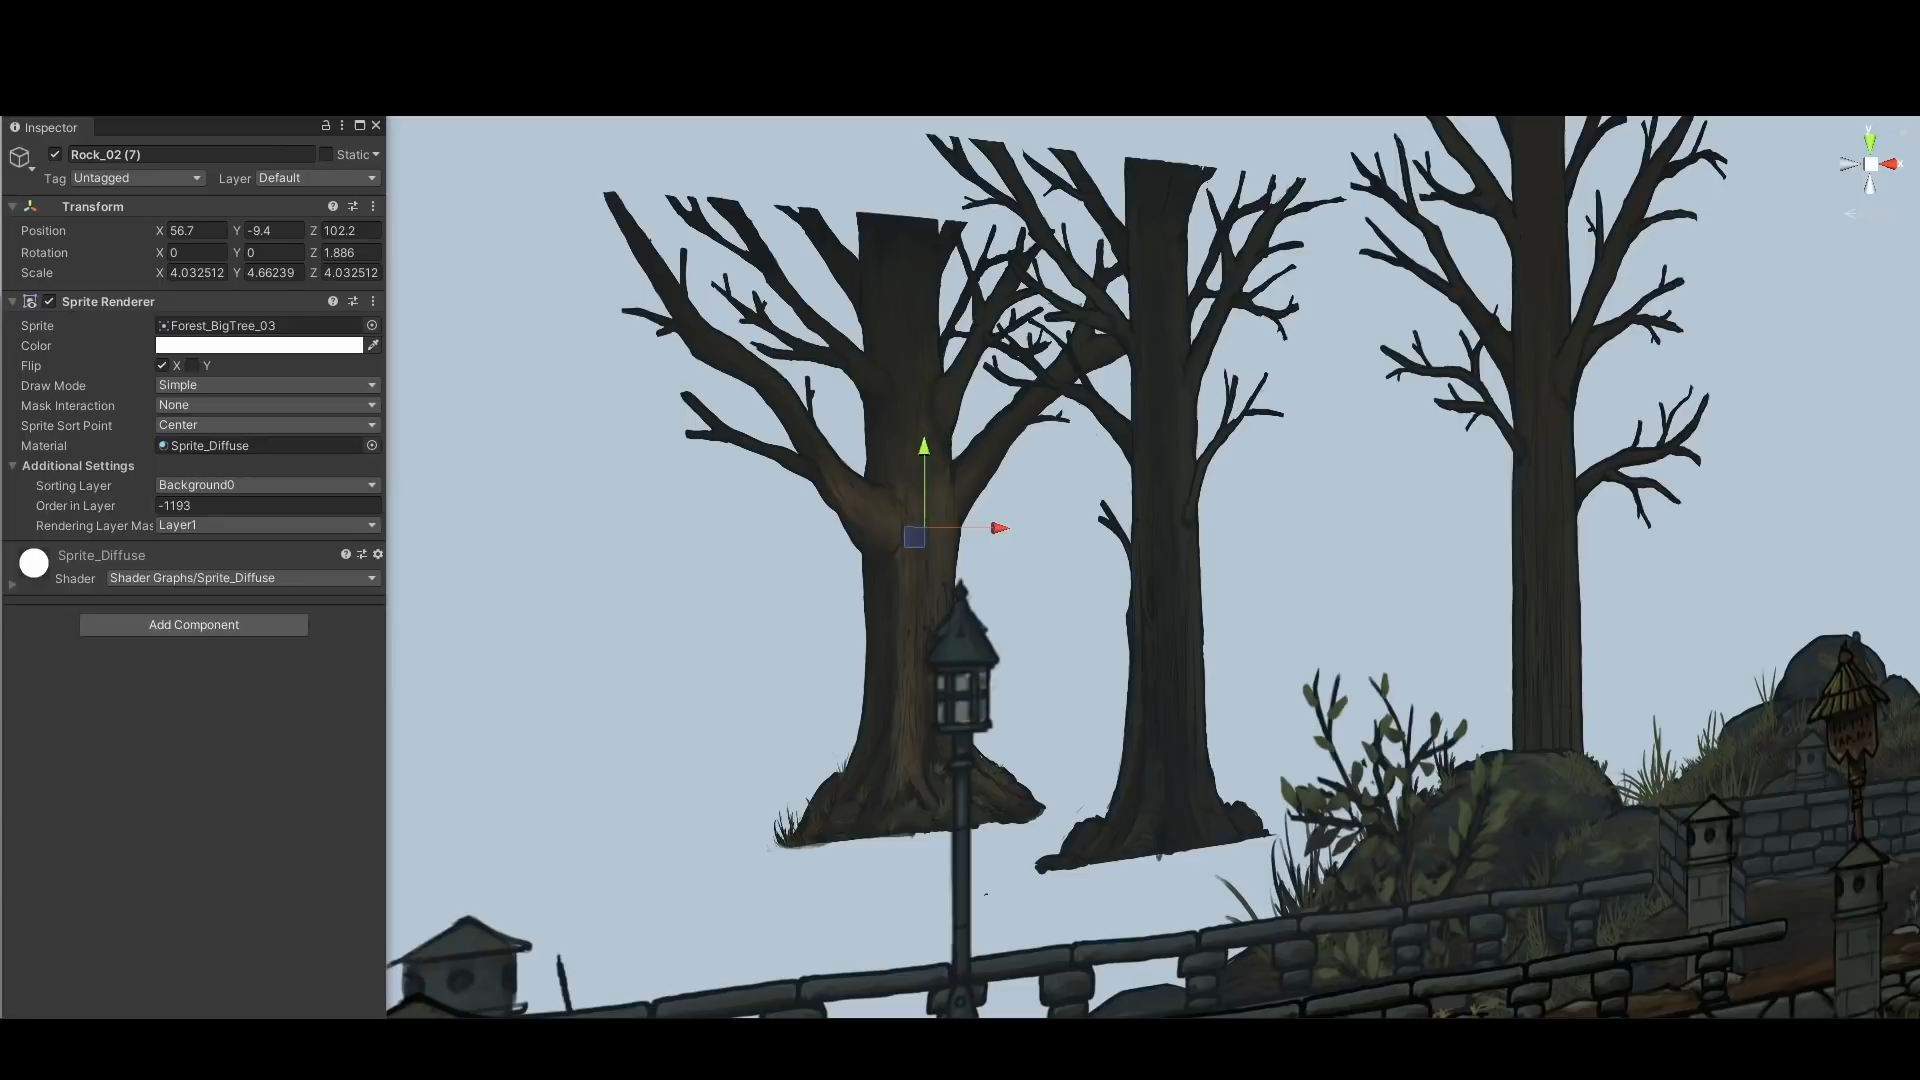 Inspector
Rock_02 (7) Static
Tag Untagged Layer Default
Transform
Position X 56.7 Y -9.4 Z 102.2
Rotation X 0 Y 0 Z 1.886
Scale X 4.032512 Y 4.66239 Z 4.032512
Sprite Renderer
Sprite Forest_BigTree_03
Color
Flip X Y
Draw Mode Simple
Mask Interaction None
Sprite Sort Point Center
Material Sprite_Diffuse
Additional Settings
Sorting Layer Background0
Order in Layer -1193
Rendering Layer Mas Layer1
Sprite_Diffuse
Shader Shader Graphs/Sprite_Diffuse
Add Component
y
x